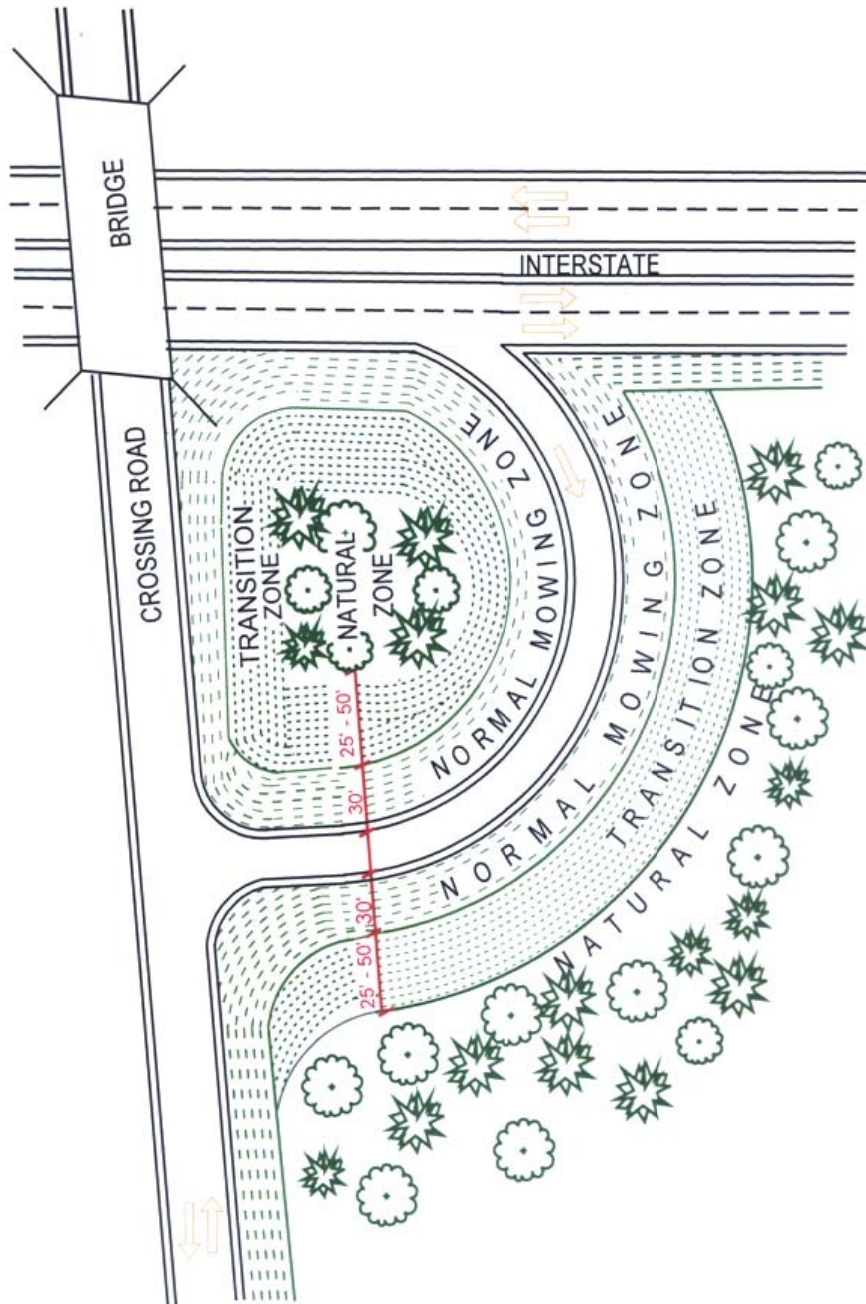 BRIDGE
INTERSTATE
CROSSING ROAD
TRANSITION
ZONE
NATURAL
ZONE
NORMAL MOWING ZONE
NORMAL MOWING ZONE
TRANSITION ZONE
NATURAL ZONE
25' - 50'
30'
30'
25' - 50'